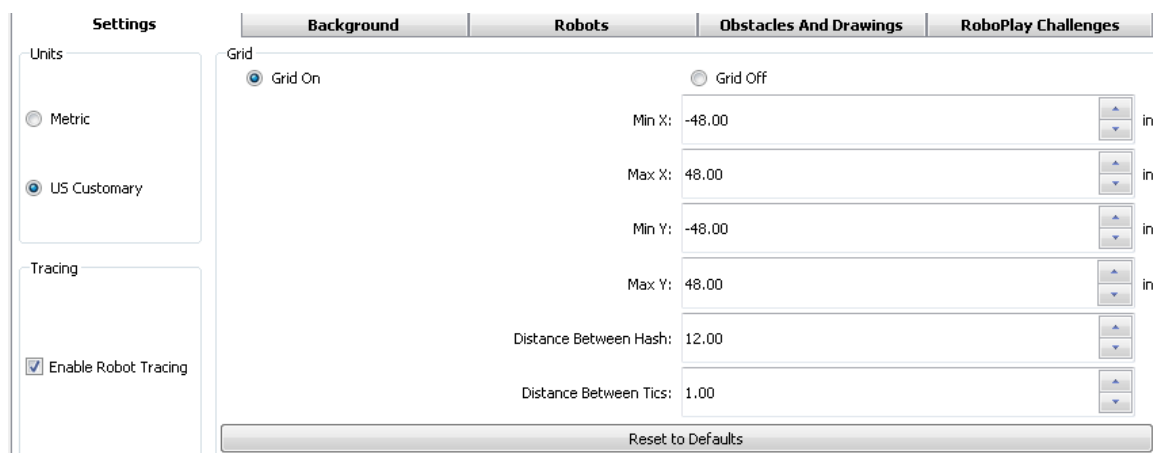 Settings Background Robots Obstacles And Drawings RoboPlay Challenges
Units
Metric
US Customary
Tracing
Enable Robot Tracing
Grid
Grid On Grid Off
Min X: -48.00 in
Max X: 48.00 in
Min Y: -48.00 in
Max Y: 48.00 in
Distance Between Hash: 12.00
Distance Between Tics: 1.00
Reset to Defaults